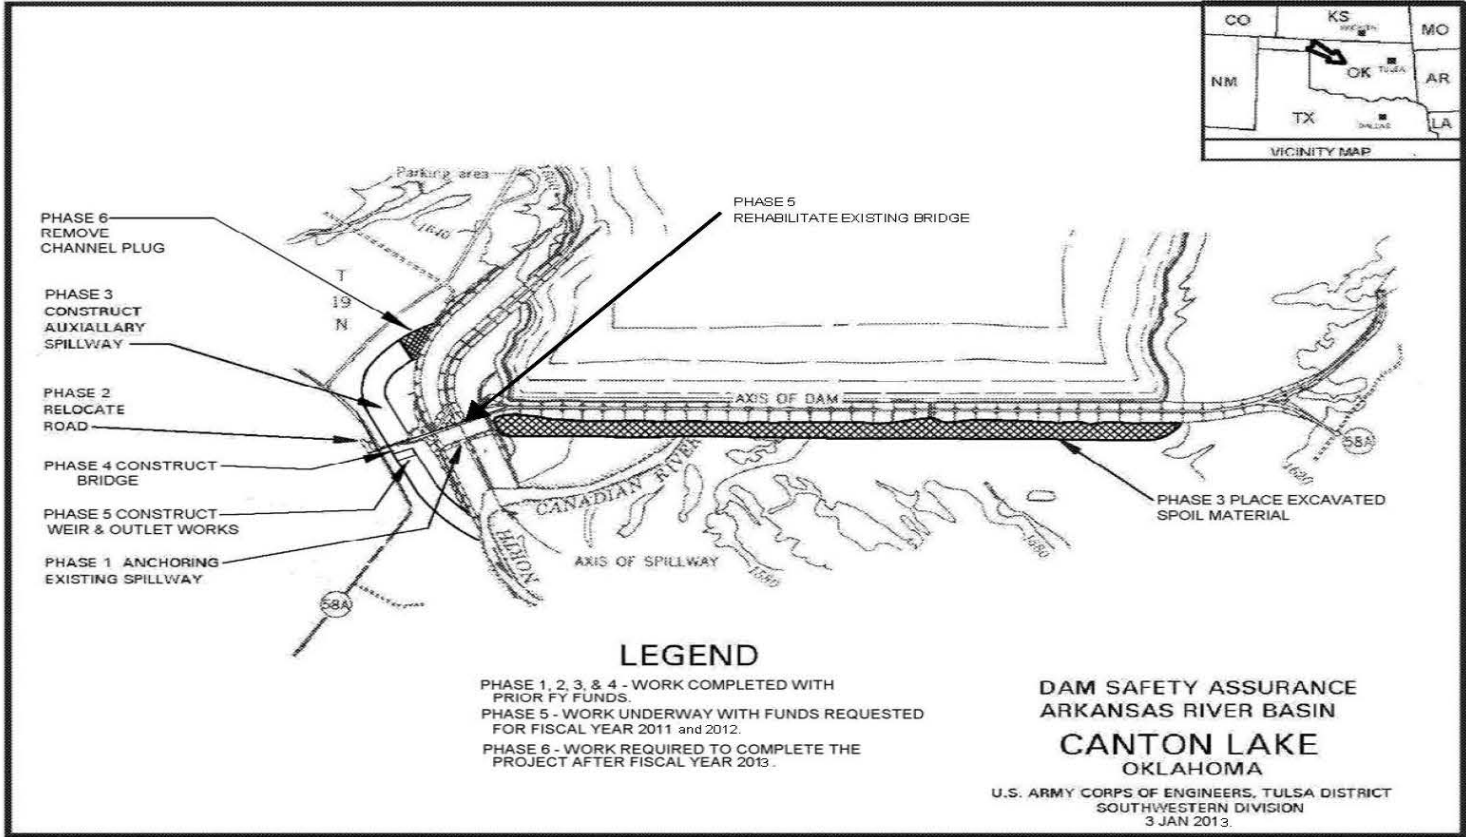 CO
KS
MO
NM
OK
TULSA
AR
TX
DALLAS
LA
VICINITY MAP
Parking area
PHASE 6
REMOVE
CHANNEL PLUG
PHASE 5
REHABILITATE EXISTING BRIDGE
1640
T
19
N
PHASE 3
CONSTRUCT
AUXIALLARY
SPILLWAY
PHASE 2
RELOCATE
ROAD
AXIS OF DAM
58A
1620
PHASE 4 CONSTRUCT
BRIDGE
PHASE 5 CONSTRUCT
WEIR & OUTLET WORKS
PHASE 1 ANCHORING
EXISTING SPILLWAY
CANADIAN RIVER
NORTH
AXIS OF SPILLWAY
1580
1580
PHASE 3 PLACE EXCAVATED
SPOIL MATERIAL
58A
LEGEND
PHASE 1, 2, 3, & 4 - WORK COMPLETED WITH
PRIOR FY FUNDS.
PHASE 5 - WORK UNDERWAY WITH FUNDS REQUESTED
FOR FISCAL YEAR 2011 and 2012.
PHASE 6 - WORK REQUIRED TO COMPLETE THE
PROJECT AFTER FISCAL YEAR 2013.
DAM SAFETY ASSURANCE
ARKANSAS RIVER BASIN
CANTON LAKE
OKLAHOMA
U.S. ARMY CORPS OF ENGINEERS, TULSA DISTRICT
SOUTHWESTERN DIVISION
3 JAN 2013.